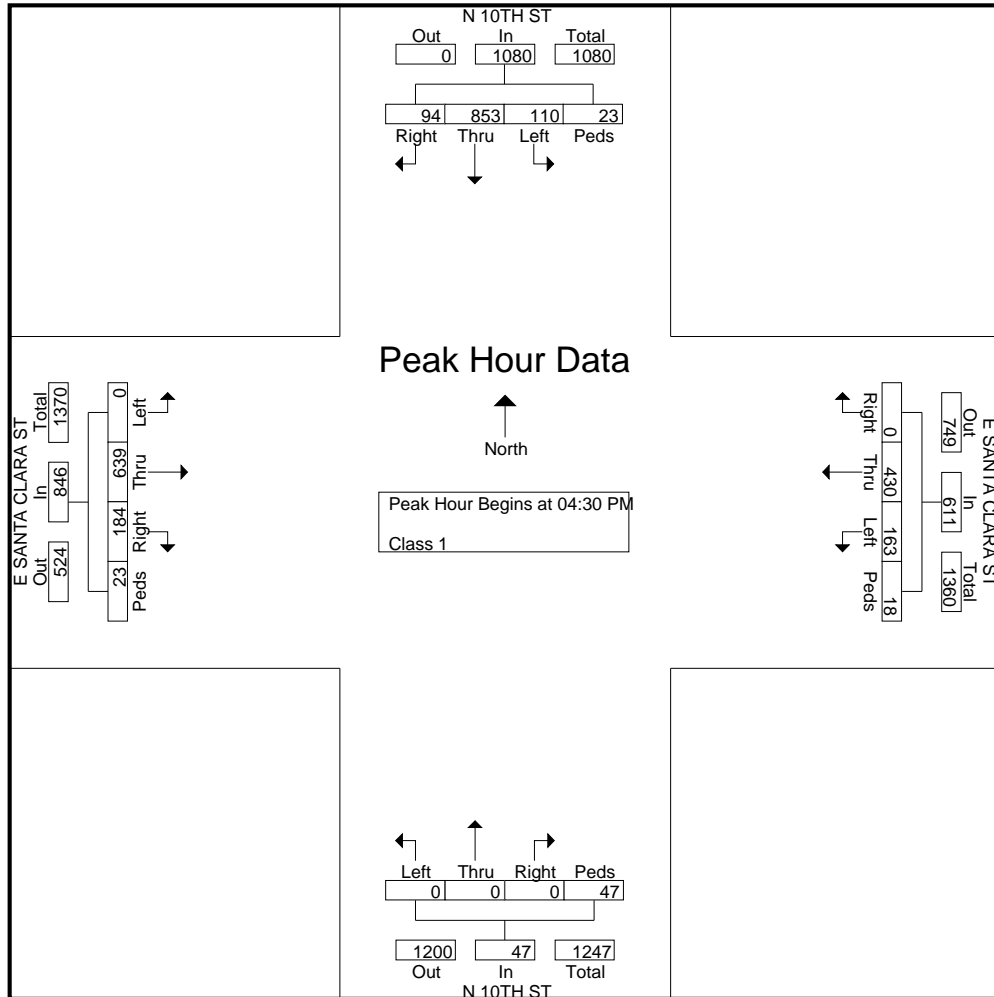 N 10TH ST
Out In Total
0 1080 1080
94 853 110 23
Right Thru Left Peds
Peak Hour Data
North
Peak Hour Begins at 04:30 PM
Class 1
E SANTA CLARA ST
Total In Out
1370 846 524
0 639 184 23
Left Thru Right Peds
E SANTA CLARA ST
Out In Total
749 611 1360
0 430 163 18
Right Thru Left Peds
Left Thru Right Peds
0 0 0 47
1200 47 1247
Out In Total
N 10TH ST